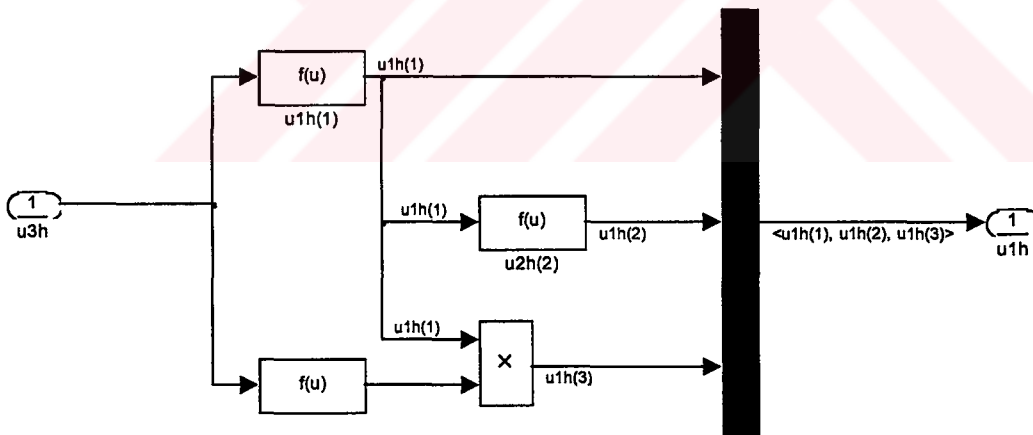 f(u)
u1h(1)
u1h(1)
1
u3h
u1h(1)
f(u)
u1h(2)
u2h(2)
<u1h(1), u1h(2), u1h(3)>
1
u1h
u1h(1)
×
u1h(3)
f(u)